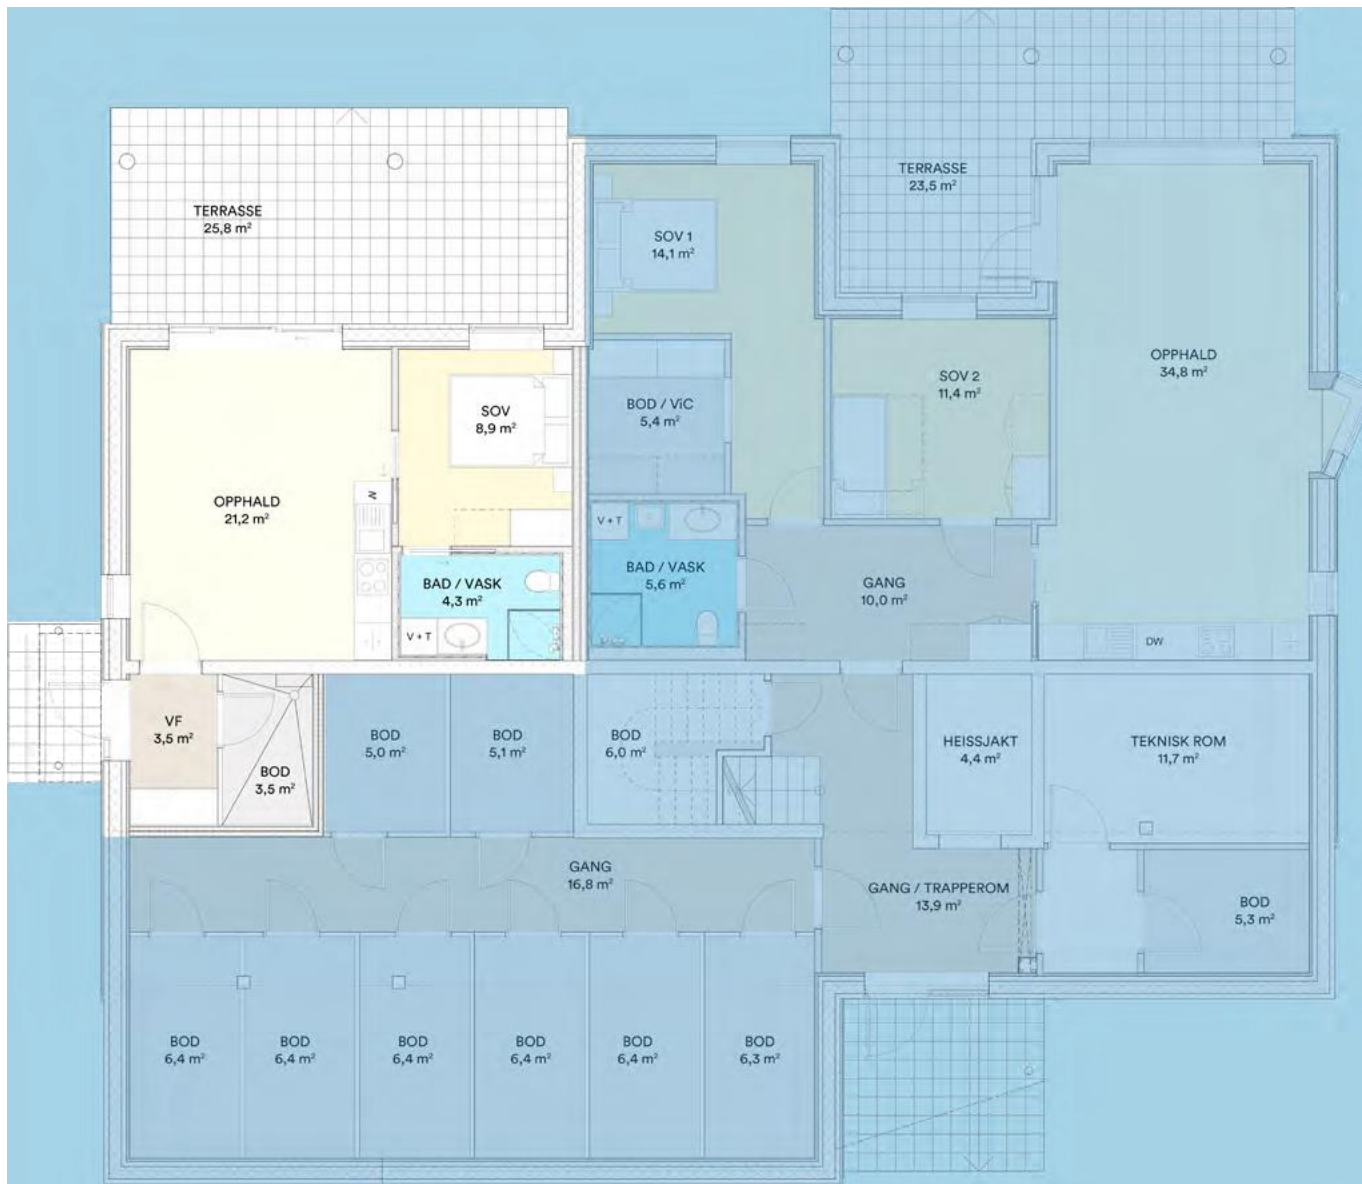 TERRASSE
23,5 m²
TERRASSE
25,8 m²
SOV 1
14,1 m²
OPPHALD
34,8 m²
SOV 2
11,4 m²
BOD / ViC
5,4 m²
SOV
8,9 m²
OPPHALD
21,2 m²
N
V + T
BAD / VASK
5,6 m²
BAD / VASK
4,3 m²
GANG
10,0 m²
V + T
DW
VF
3,5 m²
BOD
3,5 m²
BOD
5,0 m²
BOD
5,1 m²
BOD
6,0 m²
HEISSJAKT
4,4 m²
TEKNISK ROM
11,7 m²
GANG
16,8 m²
GANG / TRAPPEROM
13,9 m²
BOD
5,3 m²
BOD
6,4 m²
BOD
6,4 m²
BOD
6,4 m²
BOD
6,4 m²
BOD
6,4 m²
BOD
6,3 m²